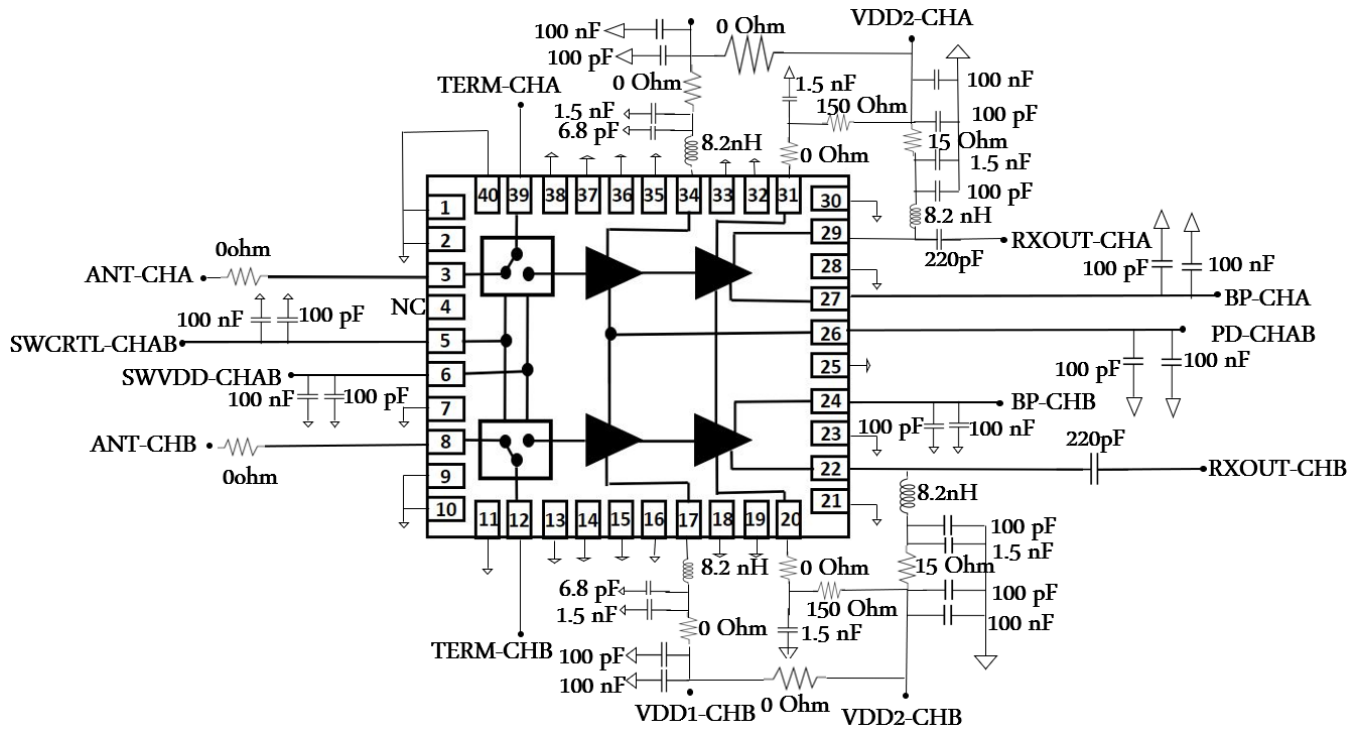 VDD2-CHA
100 nF
0 Ohm
100 pF
0 Ohm
TERM-CHA
1.5 nF
100 nF
1.5 nF
6.8 pF
150 Ohm
100 pF
15 Ohm
8.2nH
0 Ohm
1.5 nF
100 pF
8.2 nH
40 39 38 37 36 35 34 33 32 31
1
30
2
29
RXOUT-CHA
220pF
0ohm
ANT-CHA
3
28
100 pF
100 nF
NC
4
27
BP-CHA
100 nF
100 pF
SWCRTL-CHAB
5
26
PD-CHAB
SWVDD-CHAB
6
25
100 pF
100 nF
100 nF
100 pF
7
24
BP-CHB
100 pF
100 nF
ANT-CHB
8
23
220pF
0ohm
9
22
RXOUT-CHB
10
21
8.2nH
11 12 13 14 15 16 17 18 19 20
100 pF
1.5 nF
8.2 nH
0 Ohm
15 Ohm
6.8 pF
1.5 nF
150 Ohm
100 pF
100 nF
0 Ohm
1.5 nF
TERM-CHB
100 pF
100 nF
0 Ohm
VDD1-CHB
VDD2-CHB